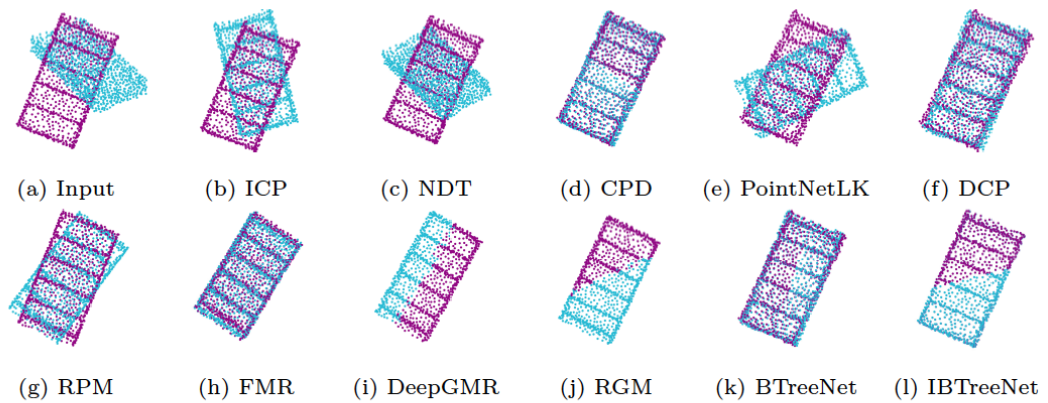 (a) Input (b) ICP (c) NDT (d) CPD (e) PointNetLK (f) DCP
(g) RPM (h) FMR (i) DeepGMR (j) RGM (k) BTreeNet (l) IBTreeNet